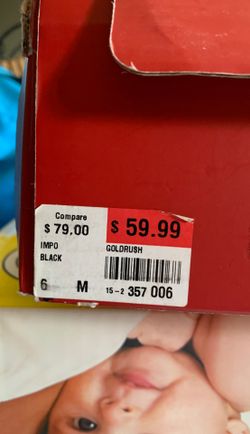 Compare
$ 79.00
$ 59.99
IMPO
GOLDRUSH
BLACK
6 M
15-2 357 006